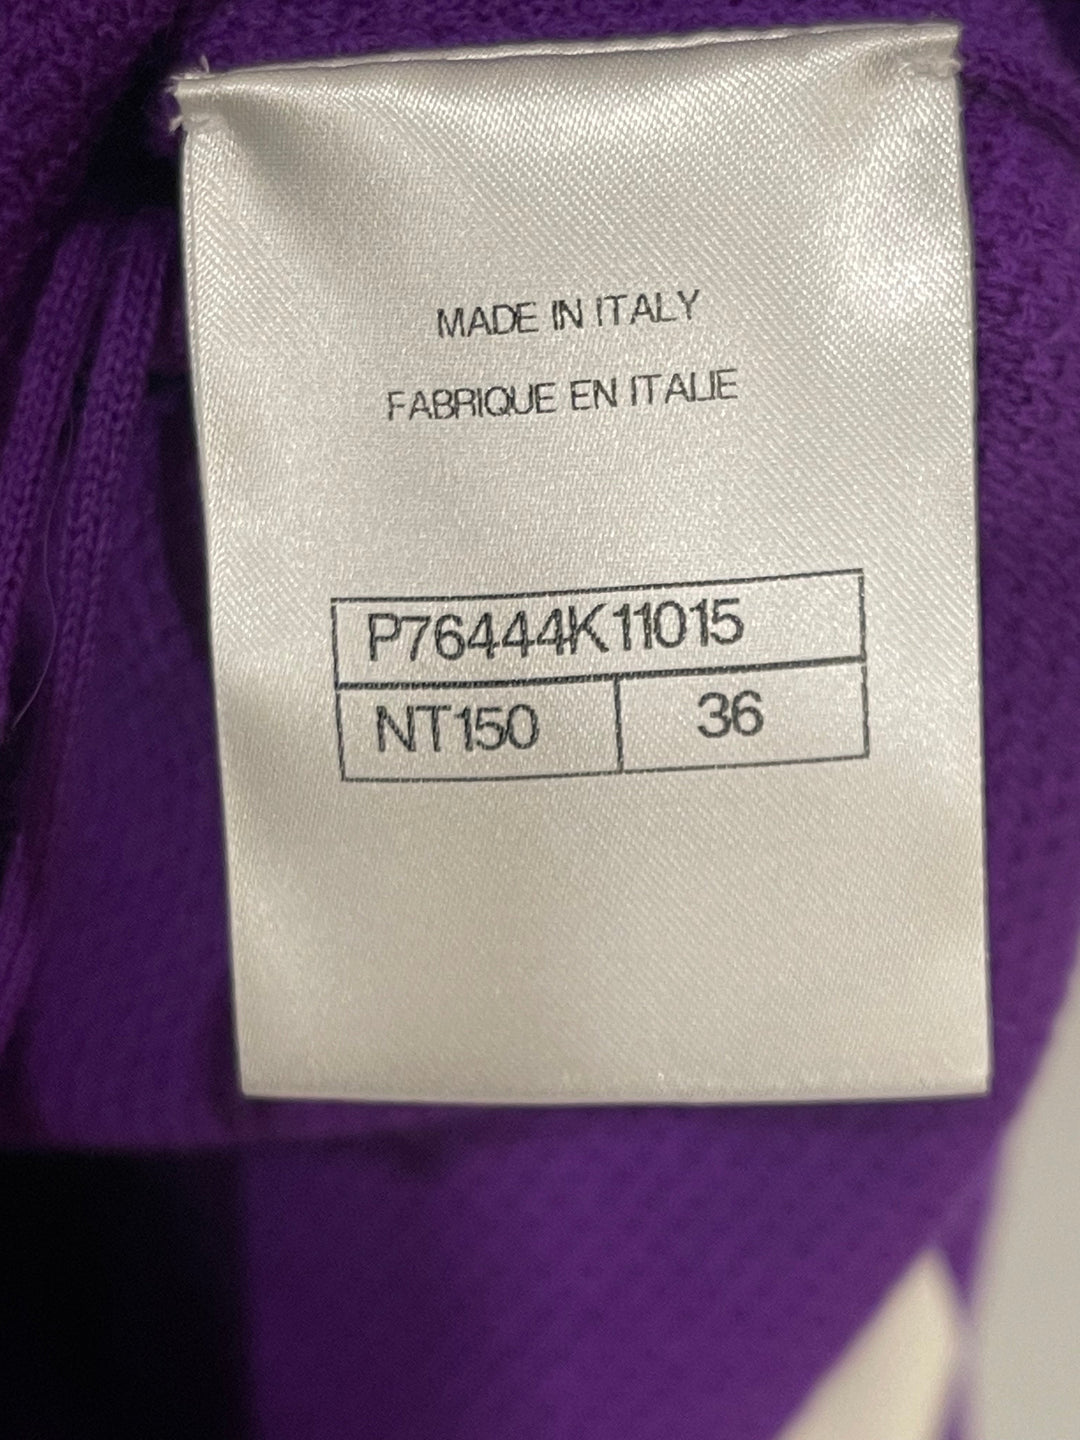 MADE IN ITALY
FABRIQUE EN ITALIE
P76444K11015
NT150 36